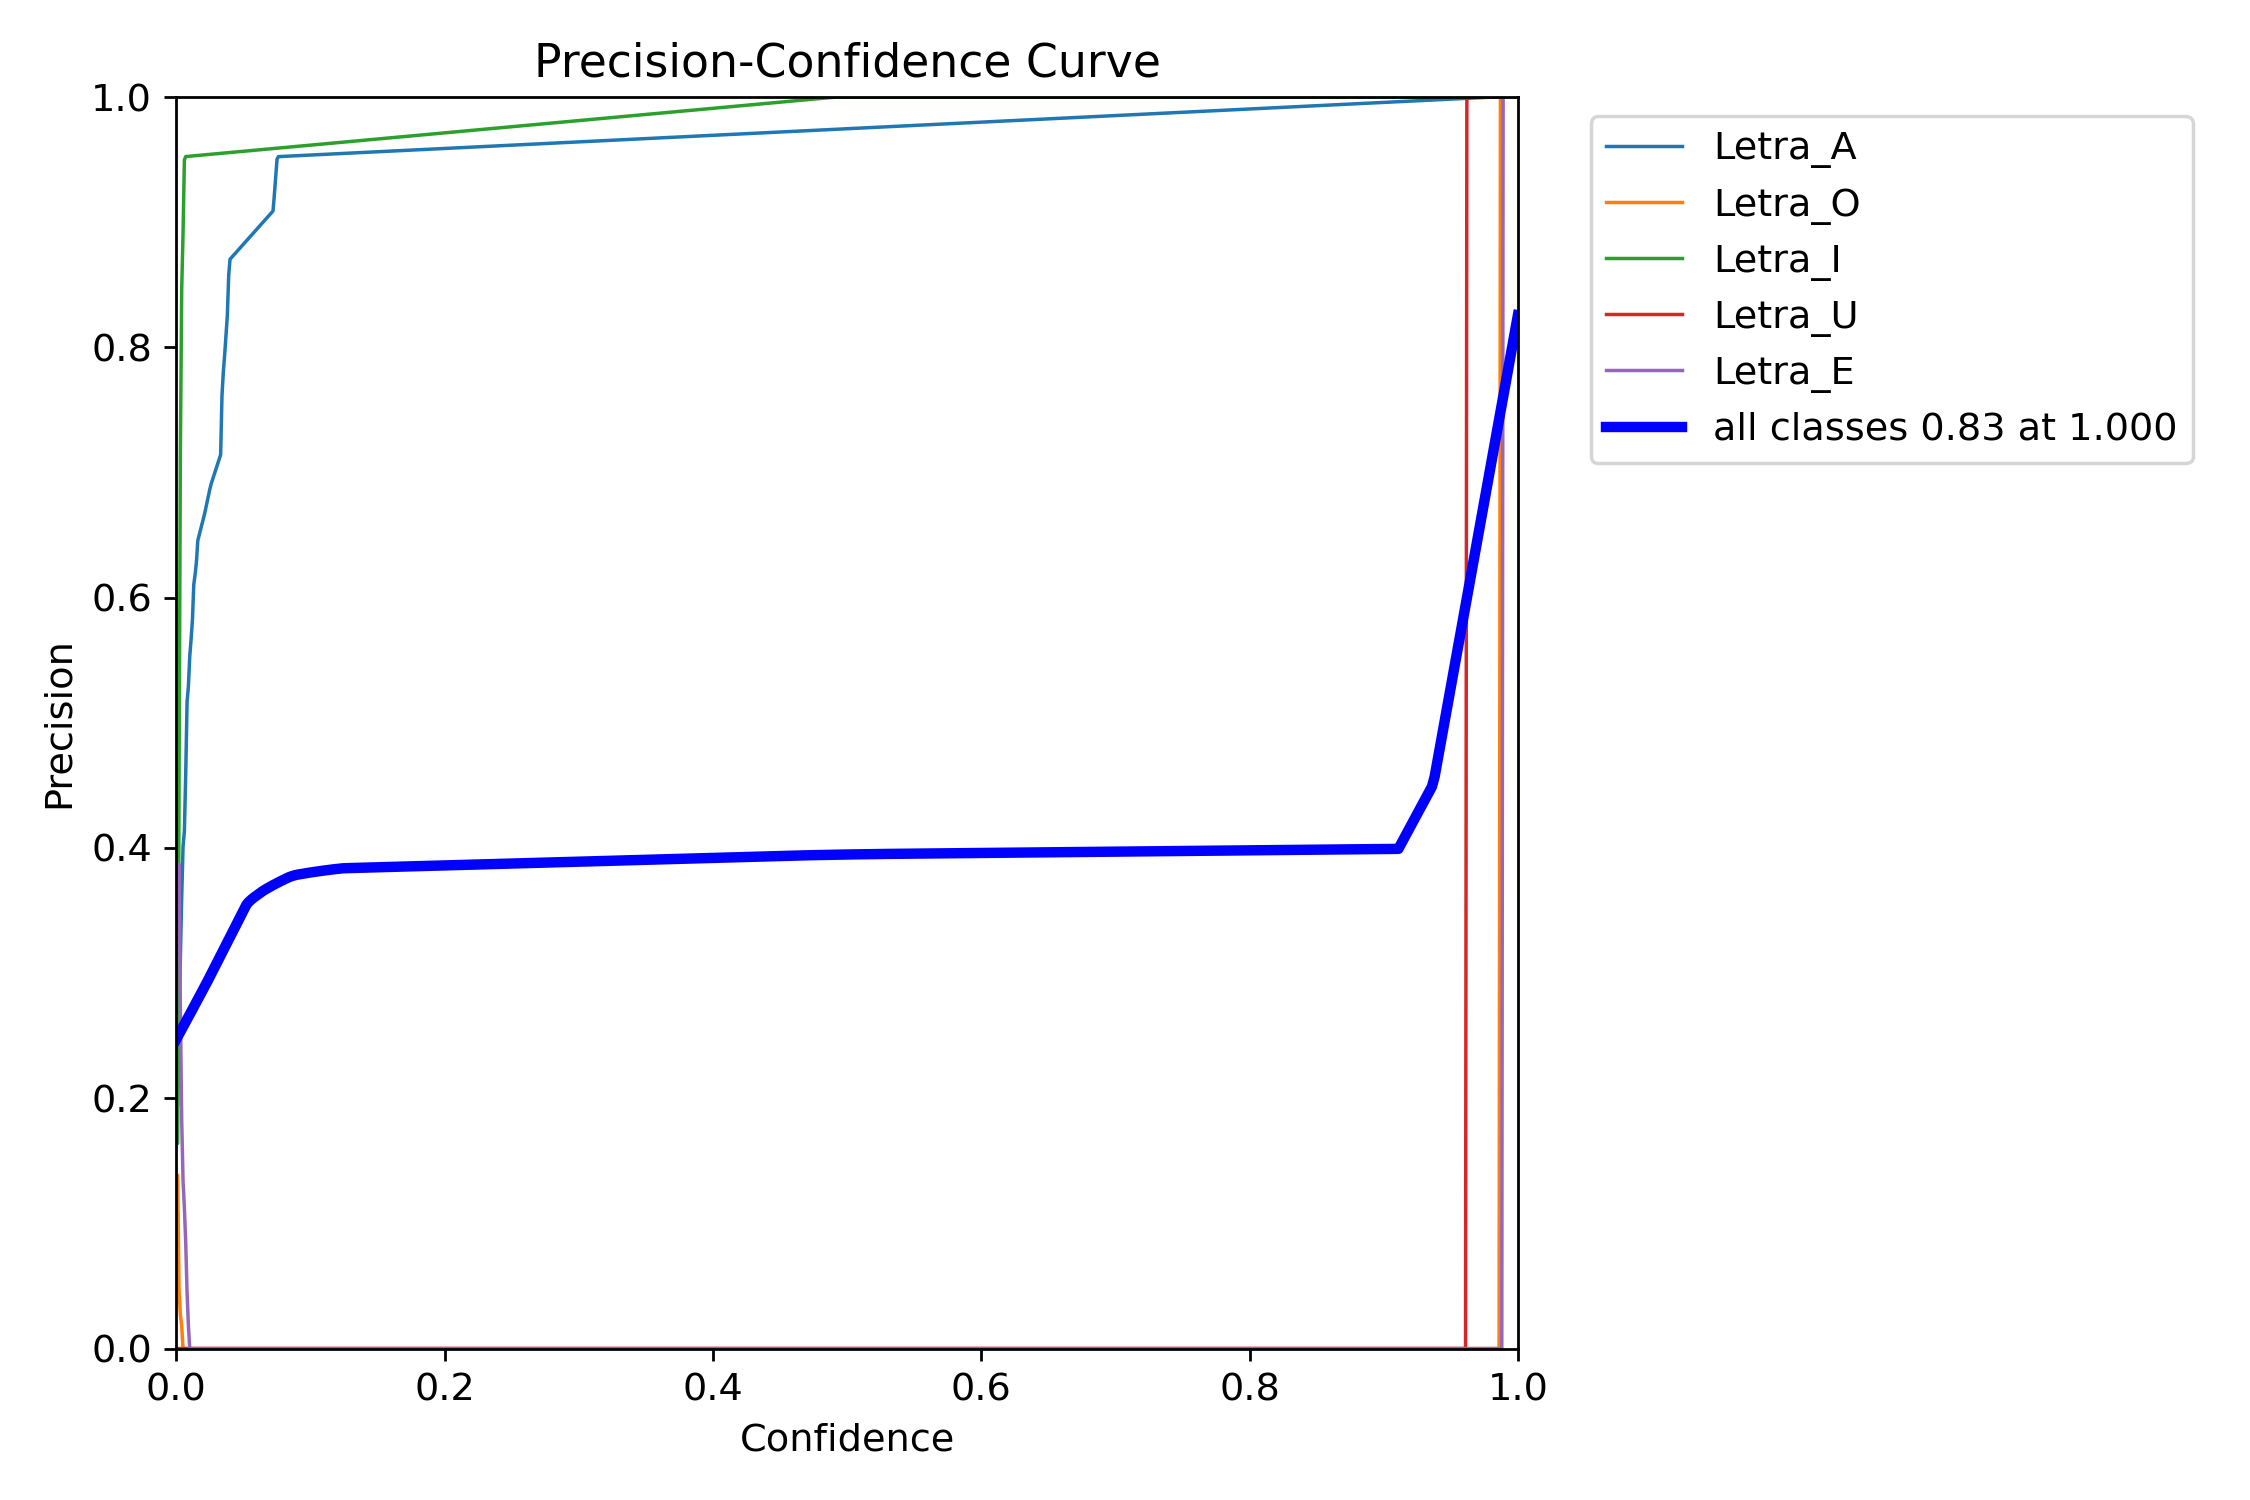 Precision-Confidence Curve
1.0
0.8
0.6
0.4
0.2
0.0
Precision
0.0 0.2 0.4 0.6 0.8 1.0
Confidence
Letra_A
Letra_O
Letra_I
Letra_U
Letra_E
all classes 0.83 at 1.000